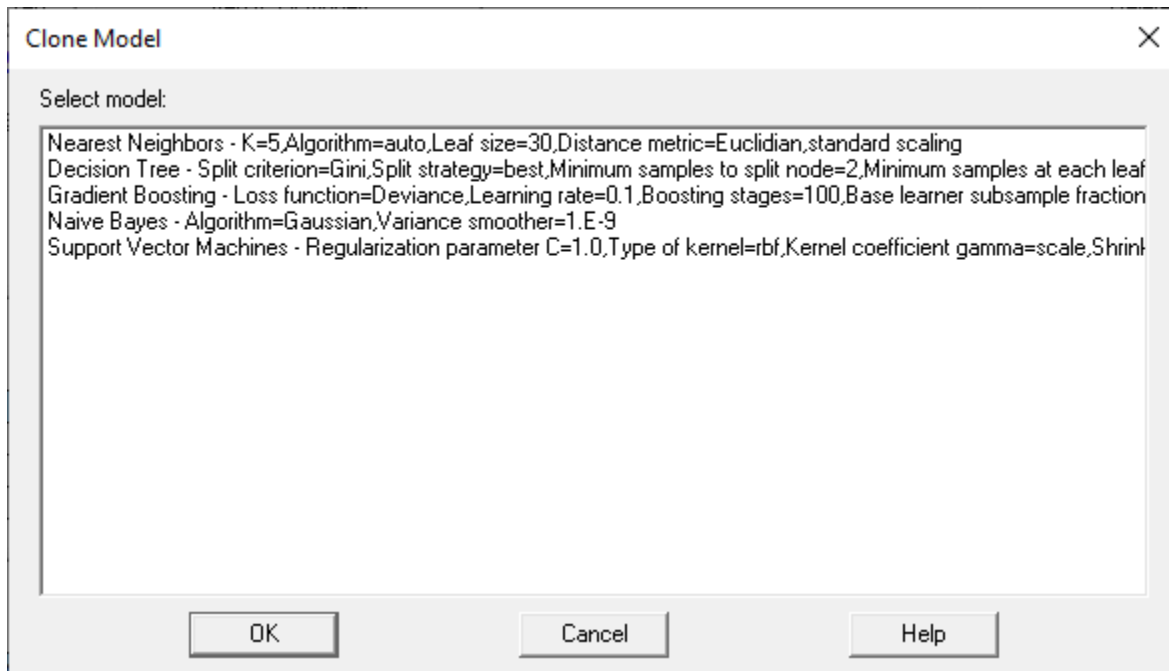 Clone Model
Select model:
Nearest Neighbors - K=5,Algorithm=auto,Leaf size=30,Distance metric=Euclidian,standard scaling
Decision Tree - Split criterion=Gini,Split strategy=best,Minimum samples to split node=2,Minimum samples at each leaf
Gradient Boosting - Loss function=Deviance,Learning rate=0.1,Boosting stages=100,Base learner subsample fraction
Naive Bayes - Algorithm=Gaussian,Variance smoother=1.E-9
Support Vector Machines - Regularization parameter C=1.0,Type of kernel=rbf,Kernel coefficient gamma=scale,Shrink
OK Cancel Help